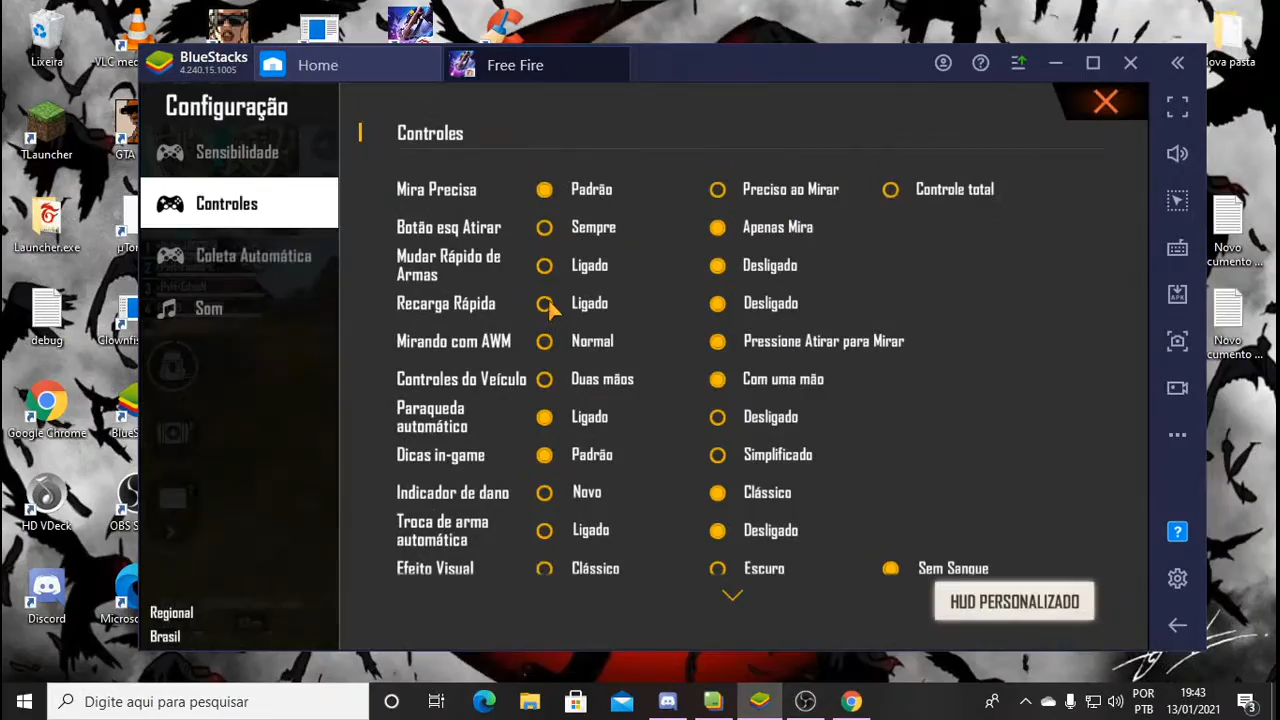 Lixeira
VLC med
BlueStacks
4.240.15.1005
Home
Free Fire
Nova pasta
Configuração
Controles
Sensibilidade
TLauncher
GTA
Mira Precisa Padrão Preciso ao Mirar Controle total
Controles
Botão esq Atirar Sempre Apenas Mira
Launcher.exe
µTor
Coleta Automática
Mudar Rápido de
Armas
Ligado Desligado
Novo
cumento ...
Som
Recarga Rápida Ligado Desligado
debug
Clownfis
Mirando com AWM Normal Pressione Atirar para Mirar
Novo
cumento ...
Controles do Veículo Duas mãos Com uma mão
Google Chrome
BlueS
Paraqueda
automático
Ligado Desligado
Dicas in-game Padrão Simplificado
Indicador de dano Novo Clássico
HD VDeck
OBS S
Troca de arma
automática
Ligado Desligado
Efeito Visual Clássico Escuro Sem Sangue
HUD PERSONALIZADO
Discord
Microso
Regional
Brasil
Digite aqui para pesquisar
POR
PTB
19:43
13/01/2021
3